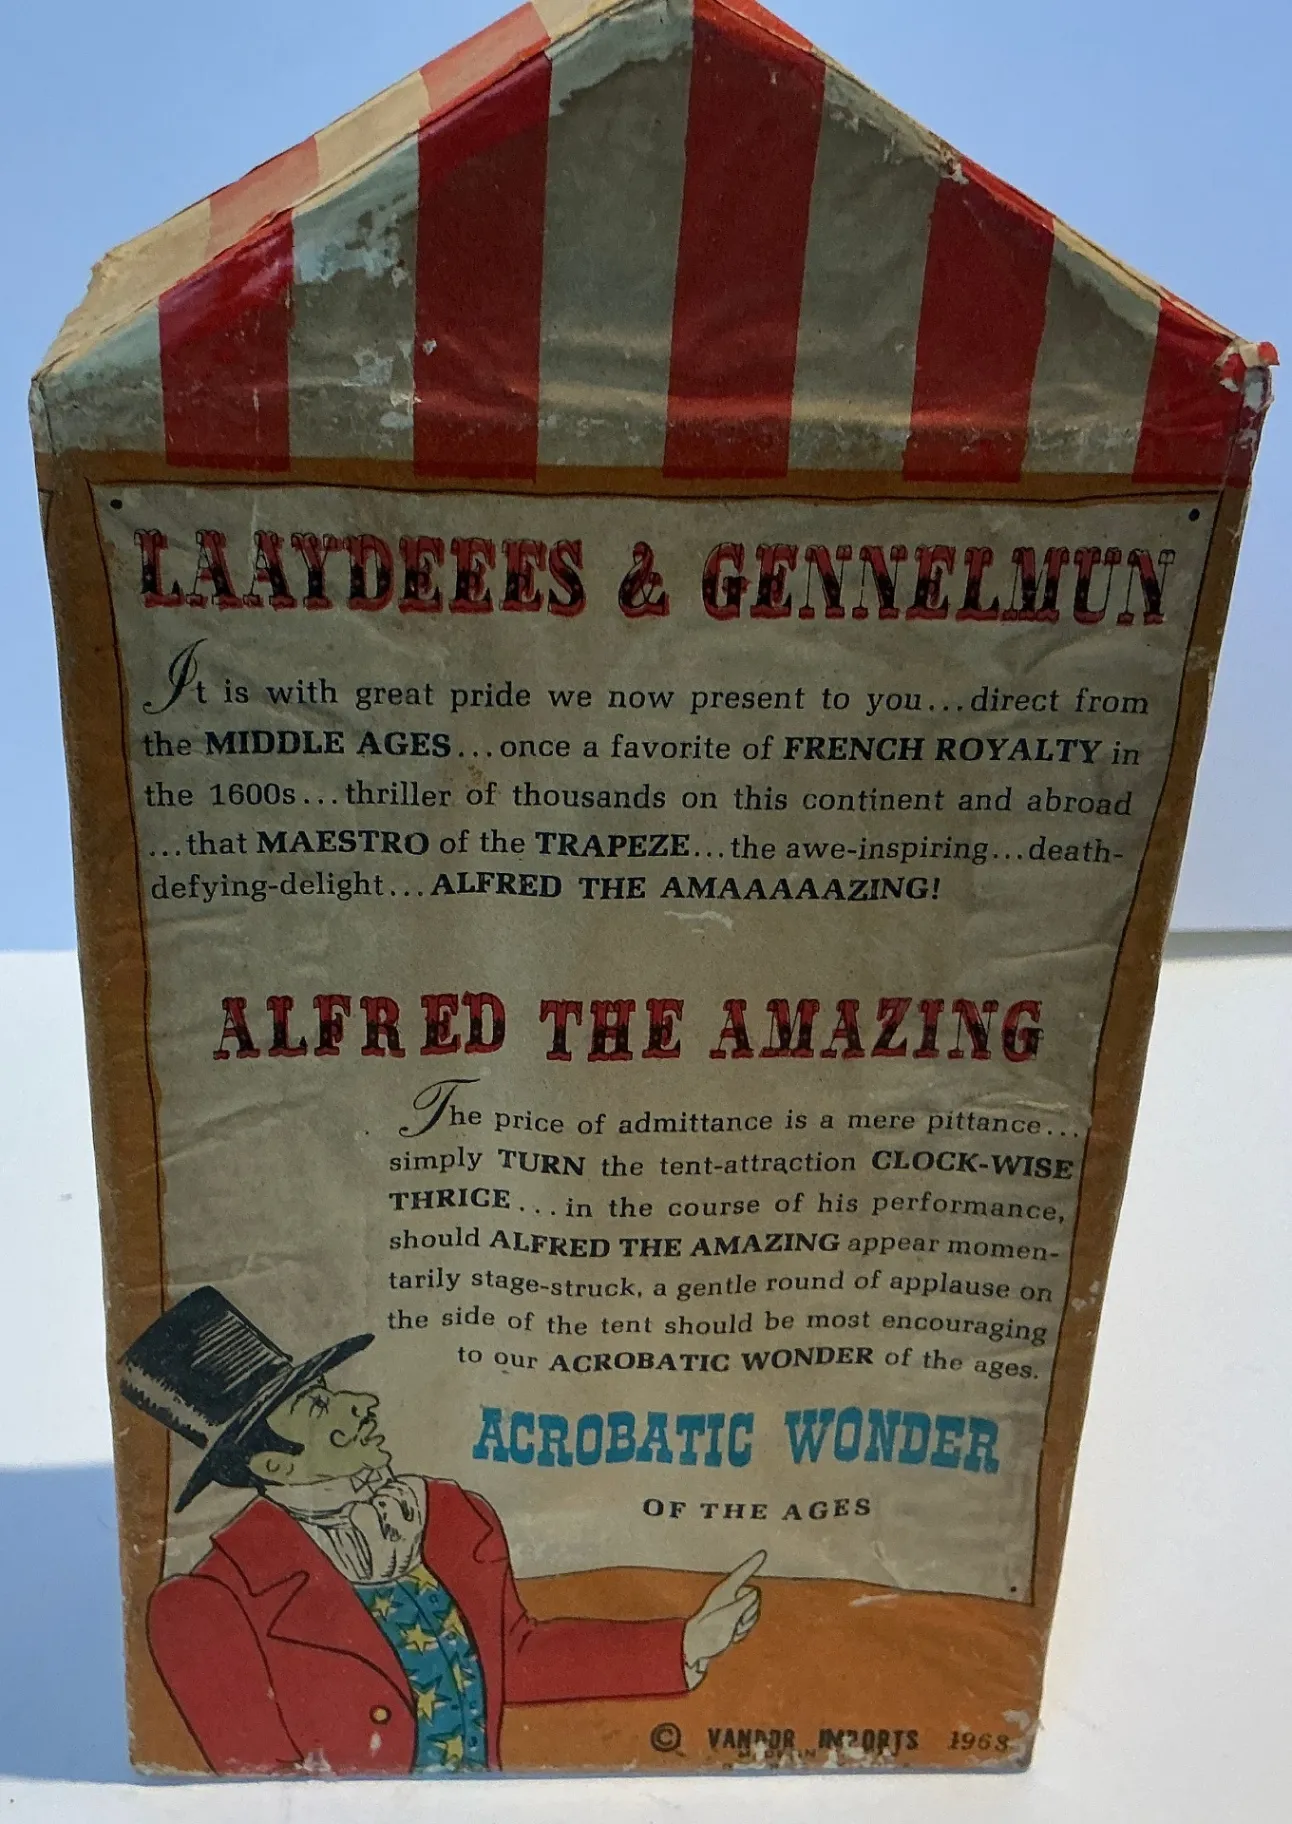 LAAYDEEES & GENNELMUN
It is with great pride we now present to you...direct from
the MIDDLE AGES...once a favorite of FRENCH ROYALTY in
the 1600s...thriller of thousands on this continent and abroad
...that MAESTRO of the TRAPEZE...the awe-inspiring...death-
defying-delight...ALFRED THE AMAAAAAZING!
ALFRED THE AMAZING
The price of admittance is a mere pittance...
simply TURN the tent-attraction CLOCK-WISE
THRICE...in the course of his performance,
should ALFRED THE AMAZING appear momen-
tarily stage-struck, a gentle round of applause on
the side of the tent should be most encouraging
to our ACROBATIC WONDER of the ages.
ACROBATIC WONDER
OF THE AGES
© VANDOR IMPORTS 1968